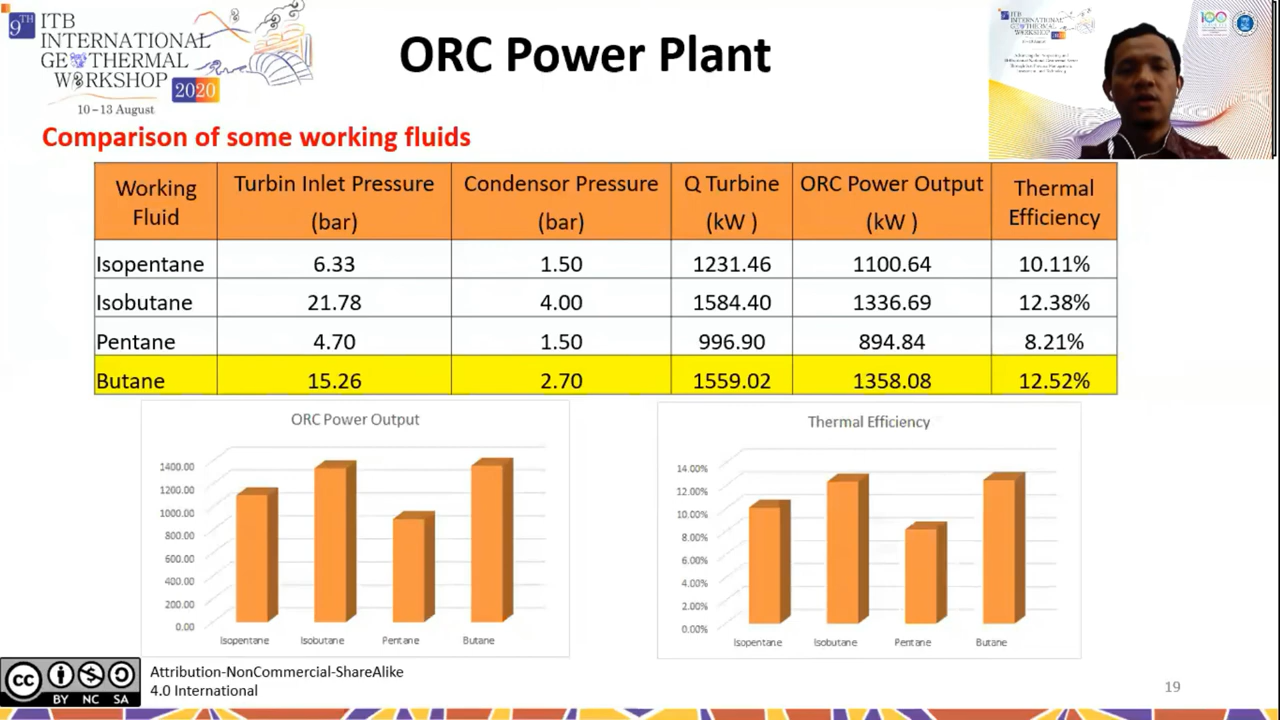 9TH ITB
INTERNATIONAL
GEOTHERMAL
WORKSHOP
2020
10 – 13 August
ORC Power Plant
Comparison of some working fluids
Working Fluid | Turbin Inlet Pressure (bar) | Condensor Pressure (bar) | Q Turbine (kW ) | ORC Power Output (kW ) | Thermal Efficiency
Isopentane 6.33 1.50 1231.46 1100.64 10.11%
Isobutane 21.78 4.00 1584.40 1336.69 12.38%
Pentane 4.70 1.50 996.90 894.84 8.21%
Butane 15.26 2.70 1559.02 1358.08 12.52%
ORC Power Output
1400.00
1200.00
1000.00
800.00
600.00
400.00
200.00
0.00
Isopentane Isobutane Pentane Butane
Thermal Efficiency
14.00%
12.00%
10.00%
8.00%
6.00%
4.00%
2.00%
0.00%
Isopentane Isobutane Pentane Butane
cc BY NC SA
Attribution-NonCommercial-ShareAlike
4.0 International
19